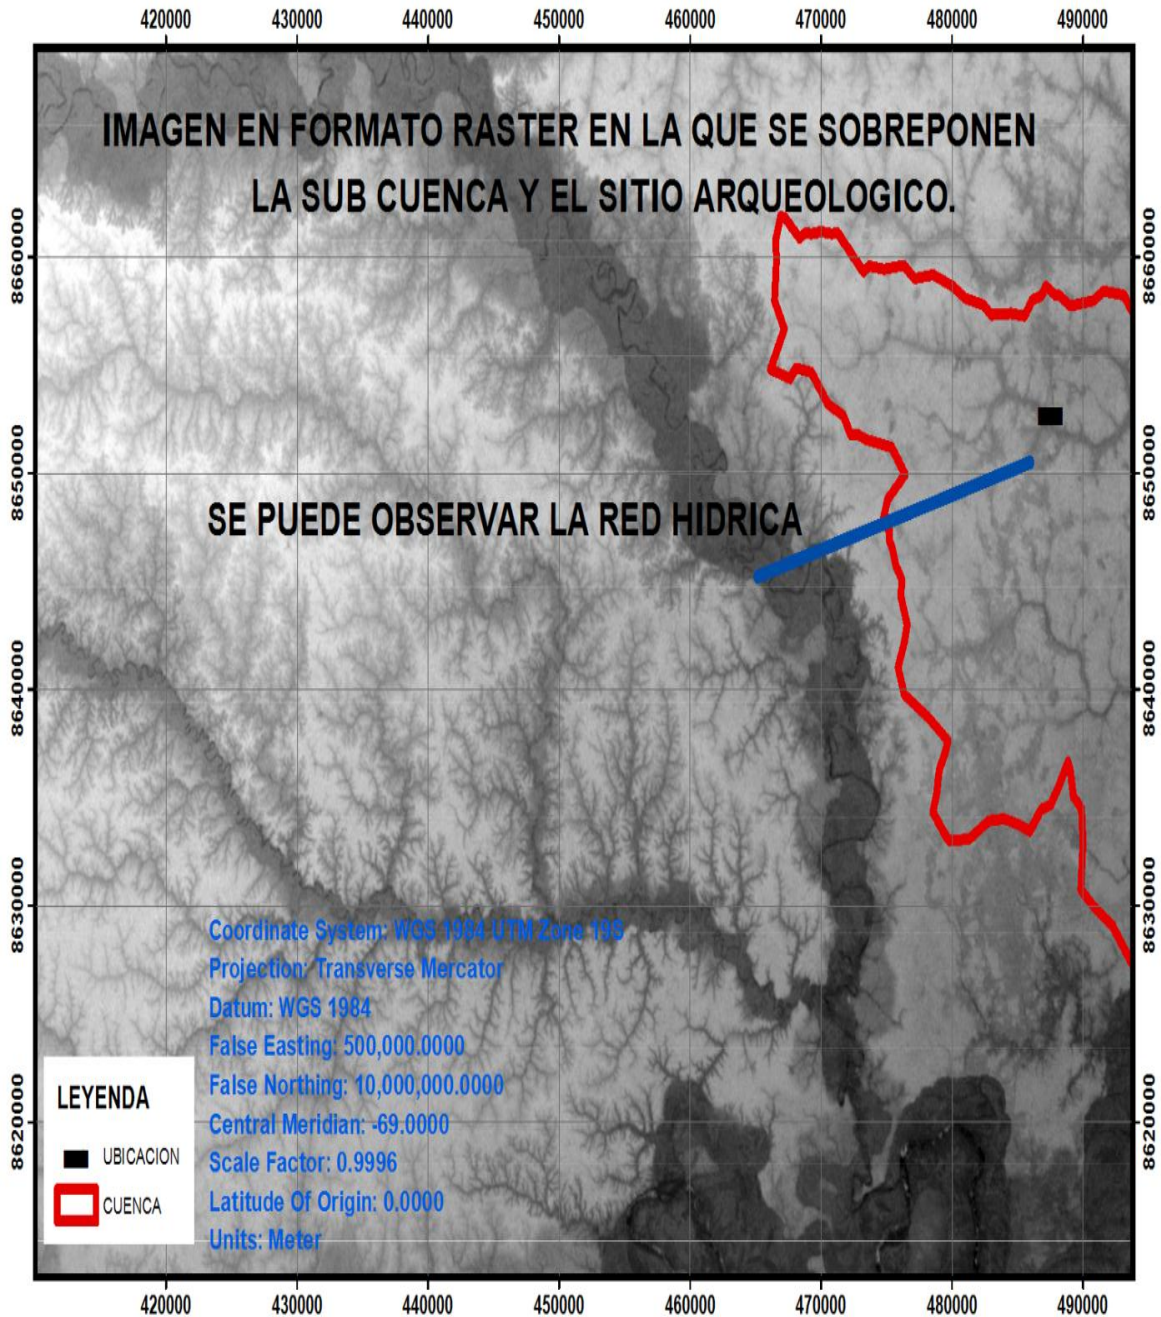 420000 430000 440000 450000 460000 470000 480000 490000
IMAGEN EN FORMATO RASTER EN LA QUE SE SOBREPONEN
LA SUB CUENCA Y EL SITIO ARQUEOLOGICO.
8660000 8660000
8650000 8650000
SE PUEDE OBSERVAR LA RED HIDRICA
8640000 8640000
8630000 8630000
Coordinate System: WGS 1984 UTM Zone 19S
Projection: Transverse Mercator
Datum: WGS 1984
False Easting: 500,000.0000
False Northing: 10,000,000.0000
Central Meridian: -69.0000
Scale Factor: 0.9996
Latitude Of Origin: 0.0000
Units: Meter
8620000 8620000
LEYENDA
UBICACION
CUENCA
420000 430000 440000 450000 460000 470000 480000 490000